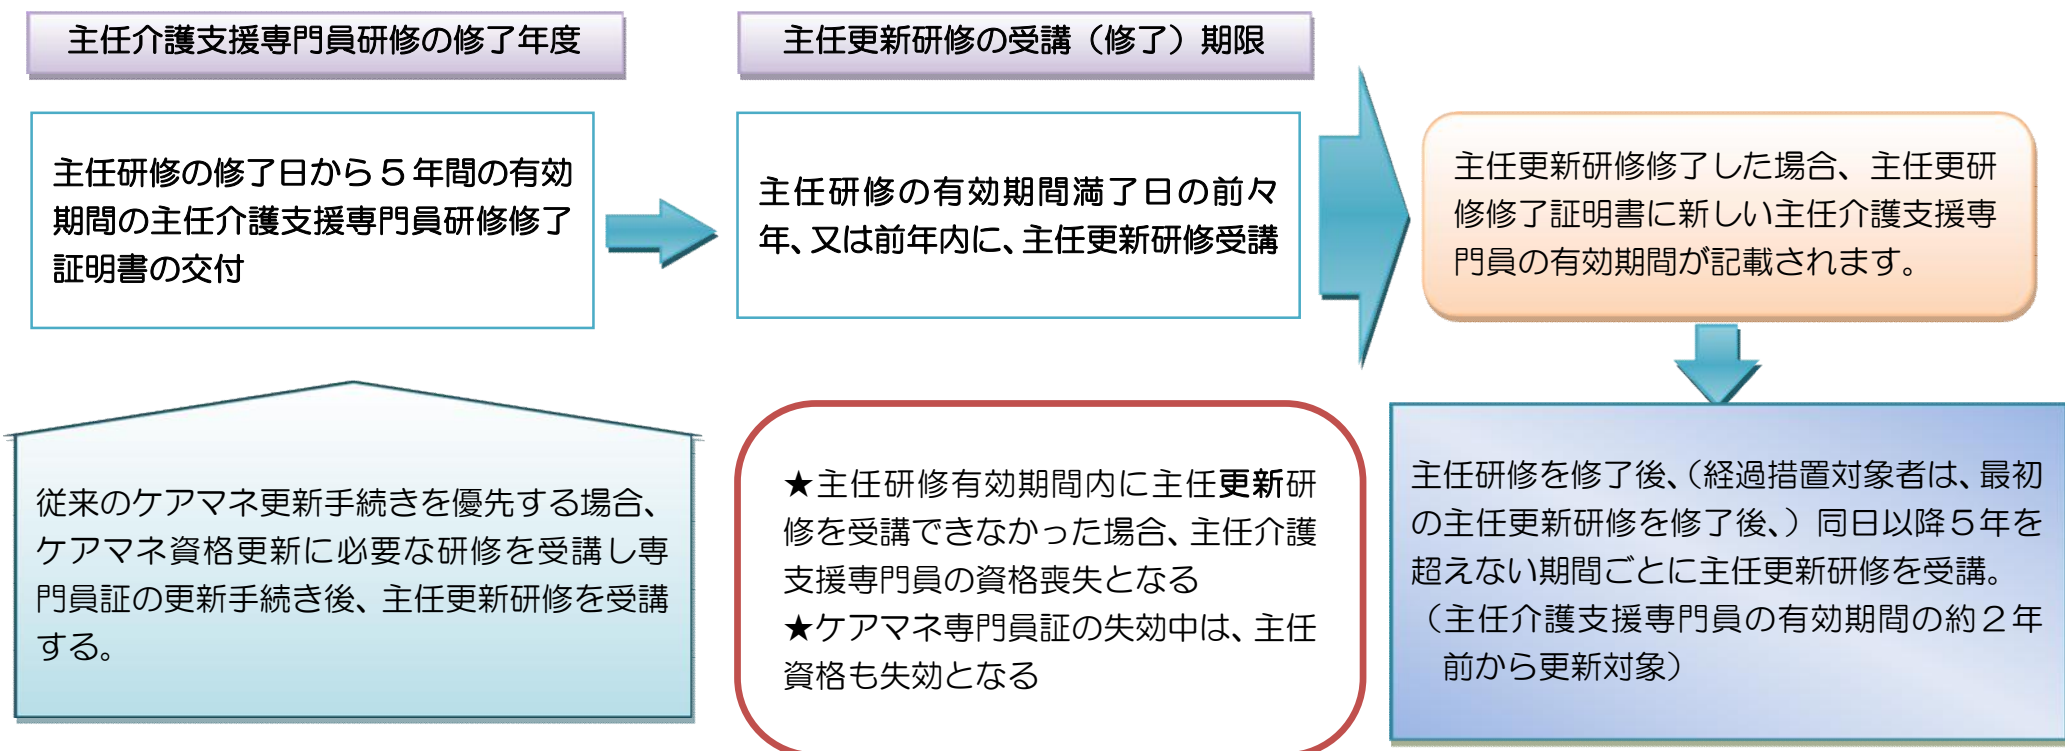 主任介護支援専門員研修の修了年度
主任更新研修の受講（修了）期限
主任研修の修了日から５年間の有効
期間の主任介護支援専門員研修修了
証明書の交付
主任研修の有効期間満了日の前々
年、又は前年内に、主任更新研修受講
主任更新研修修了した場合、主任更研
修修了証明書に新しい主任介護支援専
門員の有効期間が記載されます。
従来のケアマネ更新手続きを優先する場合、
ケアマネ資格更新に必要な研修を受講し専
門員証の更新手続き後、主任更新研修を受講
する。
★主任研修有効期間内に主任更新研
修を受講できなかった場合、主任介護
支援専門員の資格喪失となる
★ケアマネ専門員証の失効中は、主任
資格も失効となる
主任研修を修了後、（経過措置対象者は、最初
の主任更新研修を修了後、）同日以降５年を
超えない期間ごとに主任更新研修を受講。
（主任介護支援専門員の有効期間の約２年
前から更新対象）